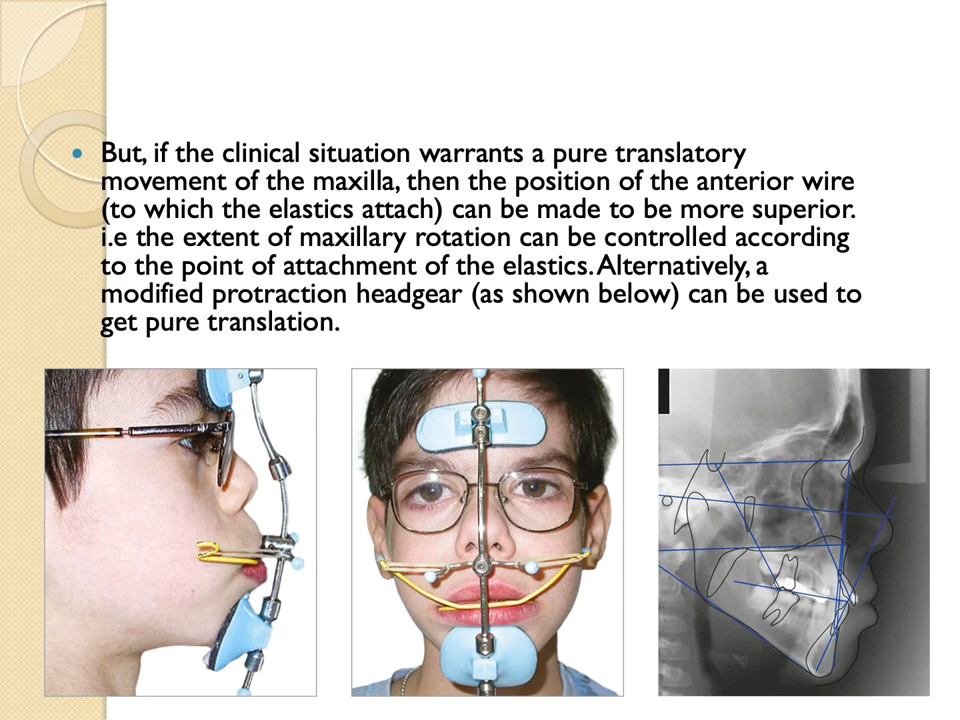 But, if the clinical situation warrants a pure translatory
movement of the maxilla, then the position of the anterior wire
(to which the elastics attach) can be made to be more superior.
i.e the extent of maxillary rotation can be controlled according
to the point of attachment of the elastics. Alternatively, a
modified protraction headgear (as shown below) can be used to
get pure translation.